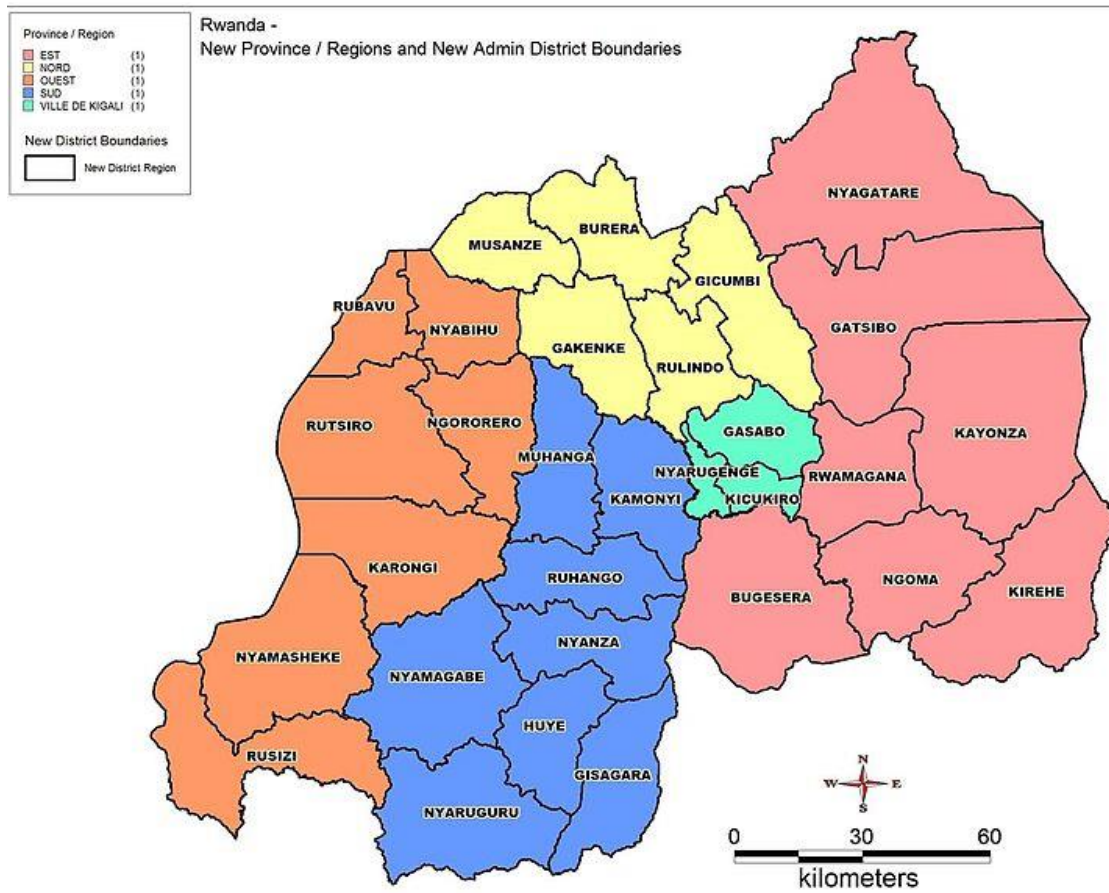 Rwanda -
New Province / Regions and New Admin District Boundaries
Province / Region
EST (1)
NORD (1)
OUEST (1)
SUD (1)
VILLE DE KIGALI (1)
New District Boundaries
New District Region
NYAGATARE
BURERA
MUSANZE
GICUMBI
RUBAVU
NYABIHU
GATSIBO
GAKENKE
RULINDO
RUTSIRO
NGORORERO
GASABO
KAYONZA
MUHANGA
NYARUGENGE
RWAMAGANA
KAMONYI
KICUKIRO
KARONGI
RUHANGO
NGOMA
KIREHE
BUGESERA
NYANZA
NYAMASHEKE
NYAMAGABE
HUYE
RUSIZI
GISAGARA
NYARUGURU
N
W E
S
0 30 60
kilometers